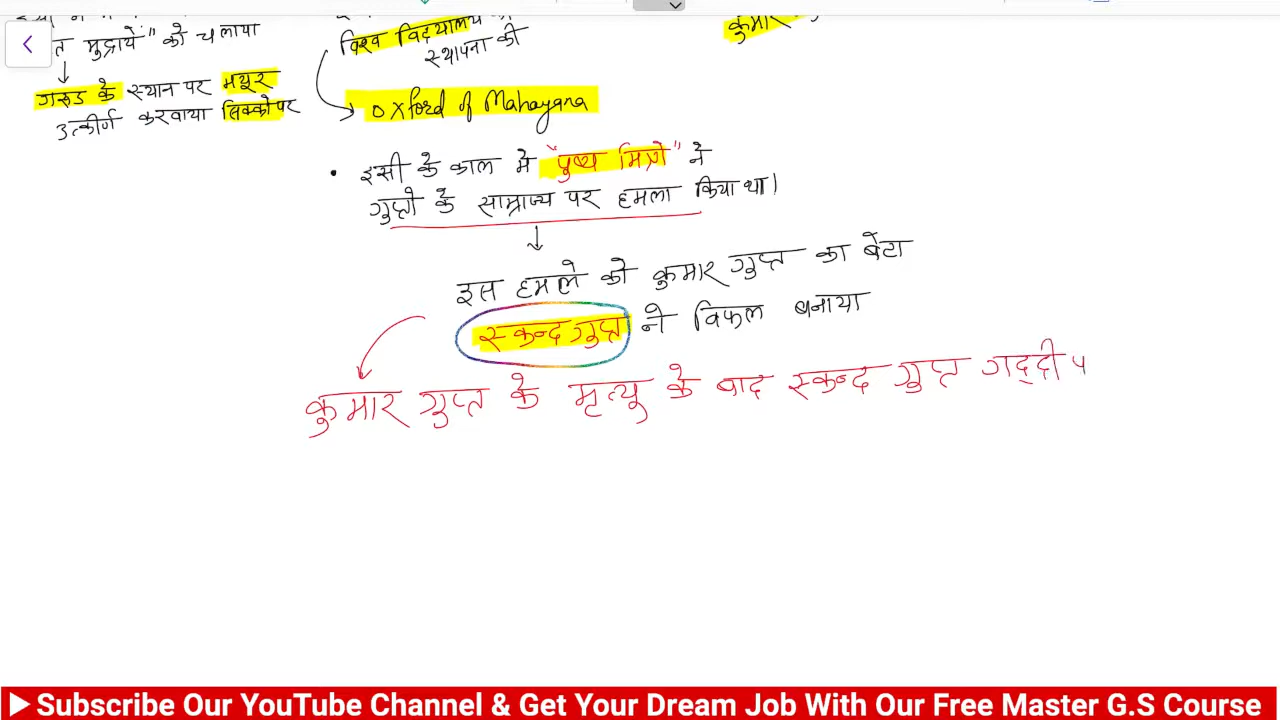 त मुद्रायें" को चलाया
गरुड के स्थान पर मयूर
उत्कीर्ण करवाया सिक्को पर
विश्व विद्यालय
स्थापना की
Oxford of Mahayana
कुमार
• इसी के काल मे "पुष्य मित्रो" ने
गुप्तो के साम्राज्य पर हमला किया था।
इस हमले को कुमार गुप्त का बेटा
स्कन्द गुप्त ने विफल बनाया
कुमार गुप्त के मृत्यु के बाद स्कन्द गुप्त गद्दी
▶ Subscribe Our YouTube Channel & Get Your Dream Job With Our Free Master G.S Course